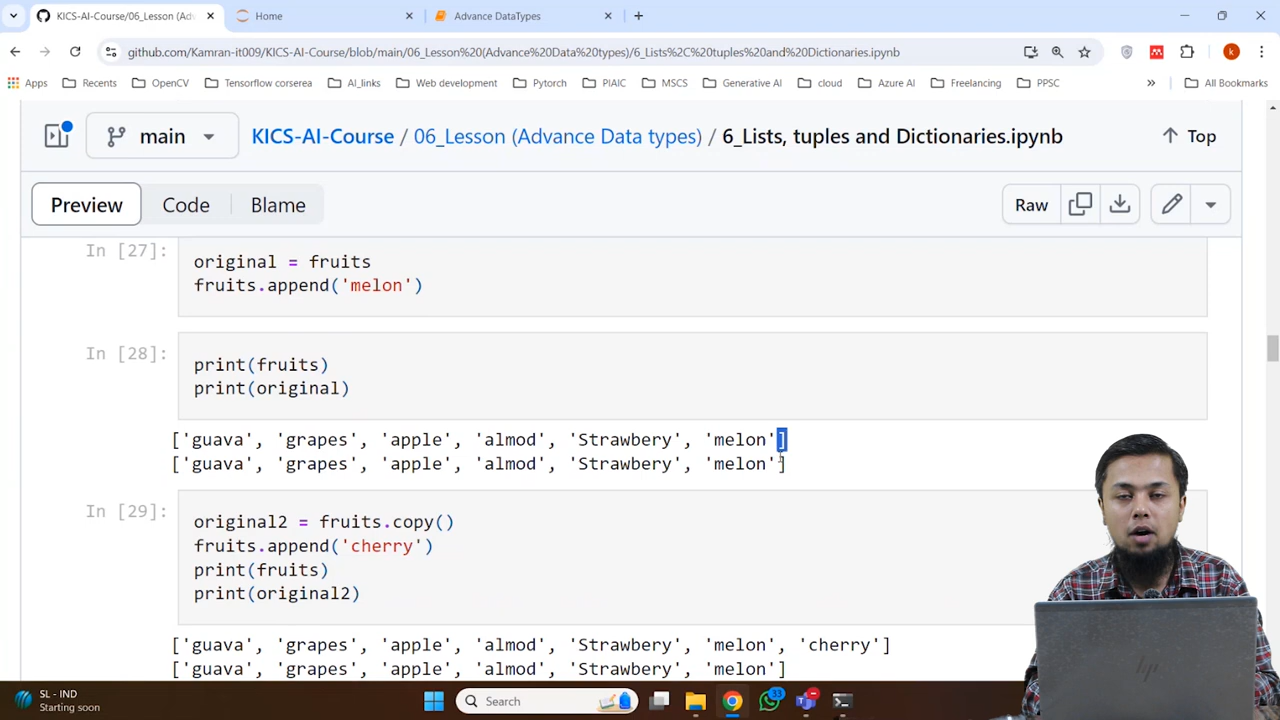 KICS-AI-Course/06_Lesson (Adv
Home
Advance DataTypes
github.com/Kamran-it009/KICS-AI-Course/blob/main/06_Lesson%20(Advance%20Data%20types)/6_Lists%2C%20tuples%20and%20Dictionaries.ipynb
k
Apps Recents OpenCV Tensorflow corserea AI_links Web development Pytorch PIAIC MSCS Generative AI cloud Azure AI Freelancing PPSC » All Bookmarks
main KICS-AI-Course / 06_Lesson (Advance Data types) / 6_Lists, tuples and Dictionaries.ipynb Top
Preview Code Blame Raw
In [27]:
original = fruits
fruits.append('melon')
In [28]:
print(fruits)
print(original)
['guava', 'grapes', 'apple', 'almod', 'Strawbery', 'melon']
['guava', 'grapes', 'apple', 'almod', 'Strawbery', 'melon']
In [29]:
original2 = fruits.copy()
fruits.append('cherry')
print(fruits)
print(original2)
['guava', 'grapes', 'apple', 'almod', 'Strawbery', 'melon', 'cherry']
['guava', 'grapes', 'apple', 'almod', 'Strawbery', 'melon']
hp
SL - IND
Starting soon
Search
33